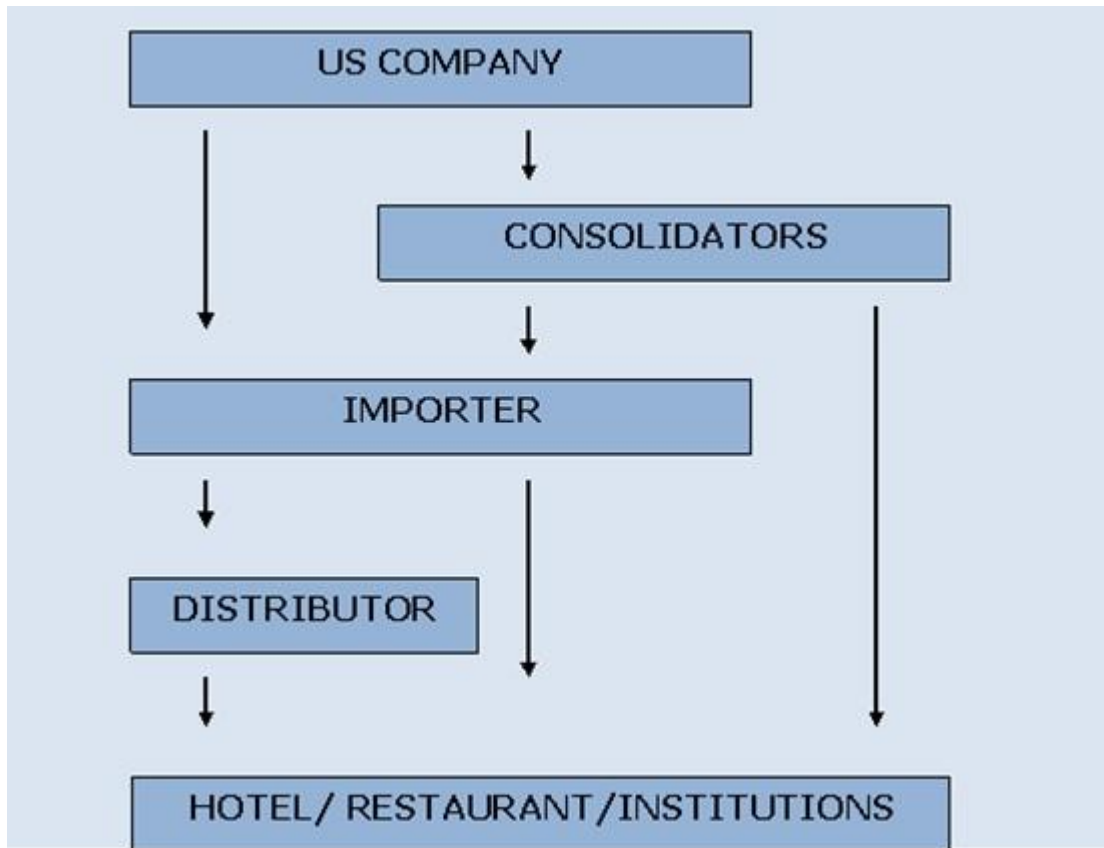 US COMPANY
CONSOLIDATORS
IMPORTER
DISTRIBUTOR
HOTEL/ RESTAURANT/INSTITUTIONS